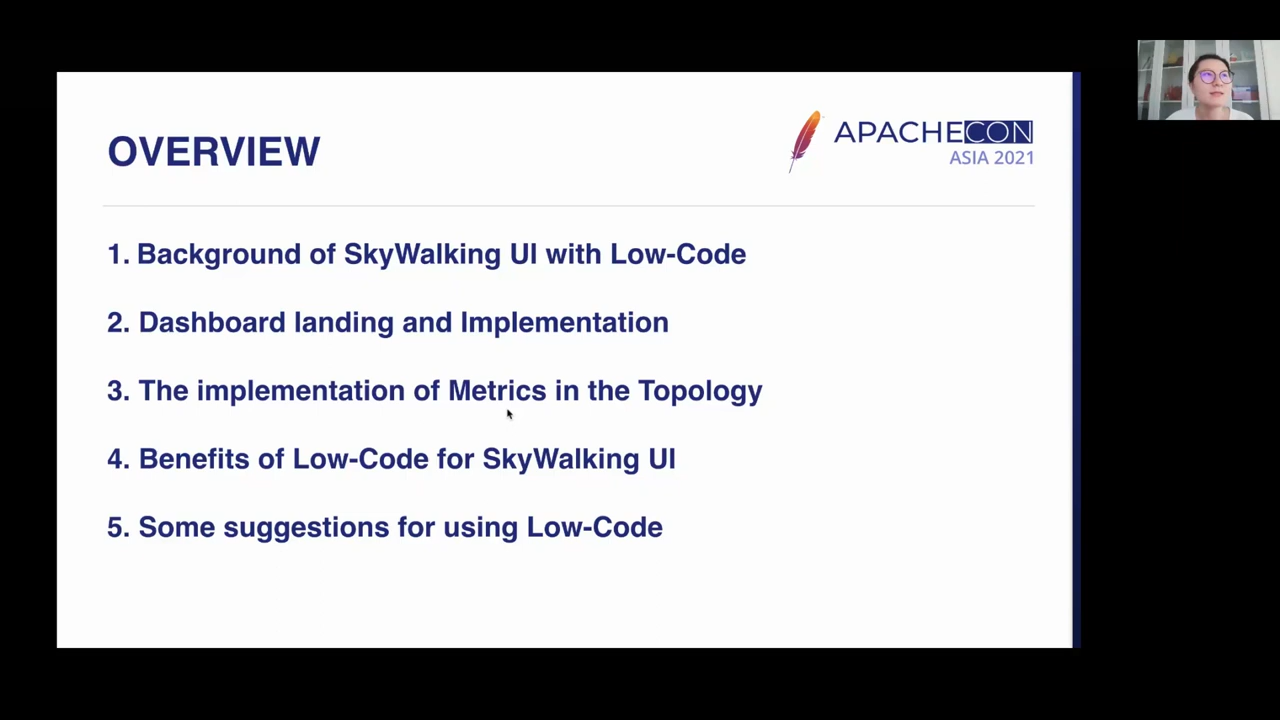 OVERVIEW
APACHECON
ASIA 2021
1. Background of SkyWalking UI with Low-Code
2. Dashboard landing and Implementation
3. The implementation of Metrics in the Topology
4. Benefits of Low-Code for SkyWalking UI
5. Some suggestions for using Low-Code